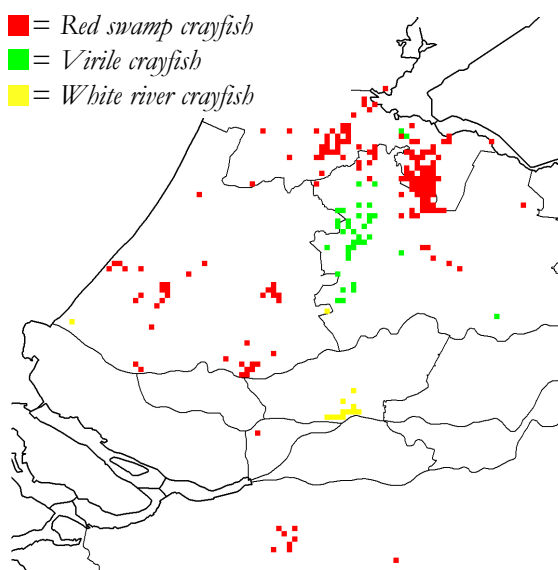 = Red swamp crayfish
= Virile crayfish
= White river crayfish